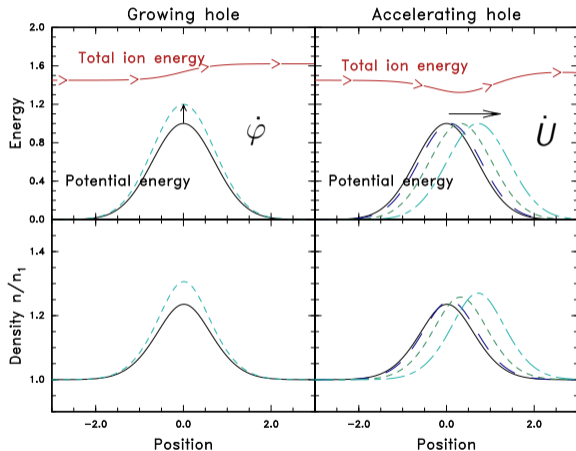 Growing hole
Accelerating hole
2.0
1.6
1.2
0.8
0.4
0.0
Energy
Total ion energy
φ̇
Potential energy
Total ion energy
U̇
Potential energy
1.4
1.2
1.0
Density n/n₁
-2.0
0.0
2.0
-2.0
0.0
2.0
Position
Position